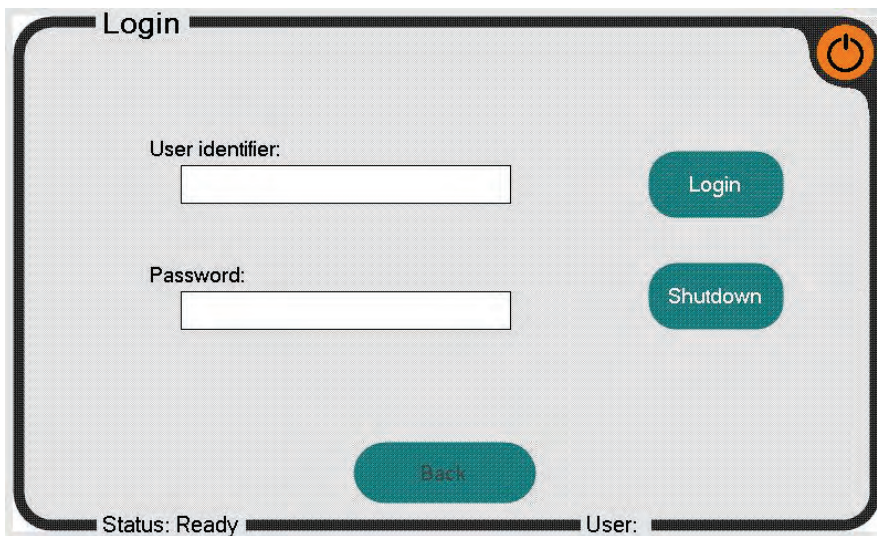 Login
User identifier:
Login
Password:
Shutdown
Back
Status: Ready
User: